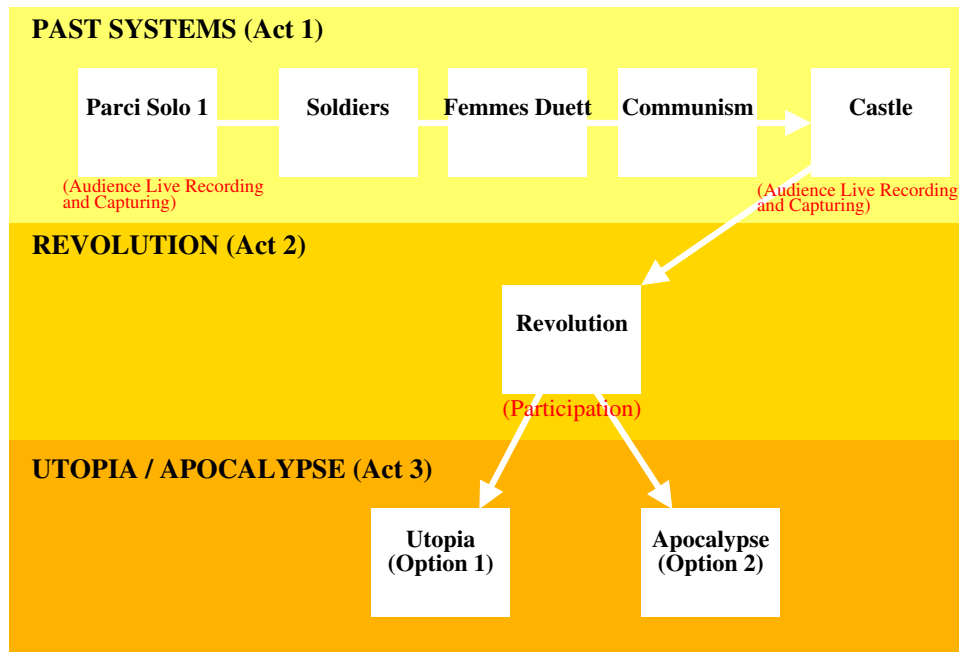 PAST SYSTEMS (Act 1)
Parci Solo 1
Soldiers
Femmes Duett
Communism
Castle
(Audience Live Recording
and Capturing)
(Audience Live Recording
and Capturing)
REVOLUTION (Act 2)
Revolution
(Participation)
UTOPIA / APOCALYPSE (Act 3)
Utopia
(Option 1)
Apocalypse
(Option 2)